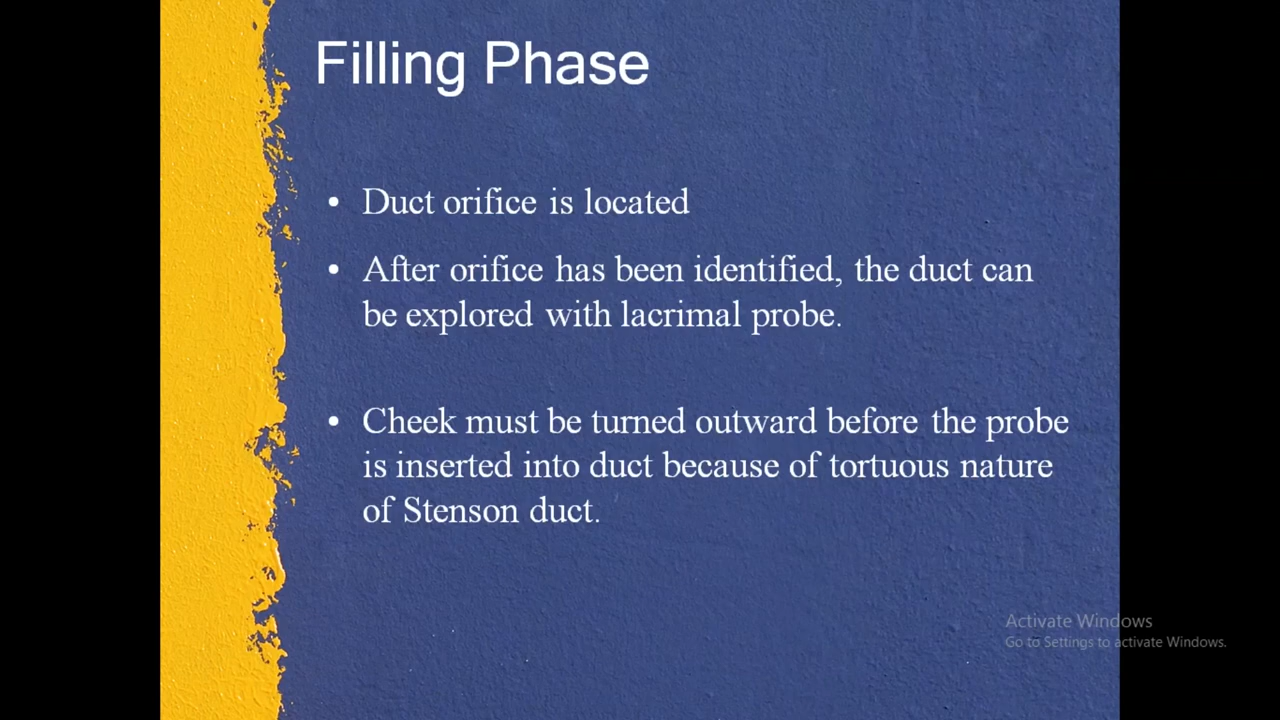 Filling Phase
• Duct orifice is located
• After orifice has been identified, the duct can
be explored with lacrimal probe.
• Cheek must be turned outward before the probe
is inserted into duct because of tortuous nature
of Stenson duct.
Activate Windows
Go to Settings to activate Windows.